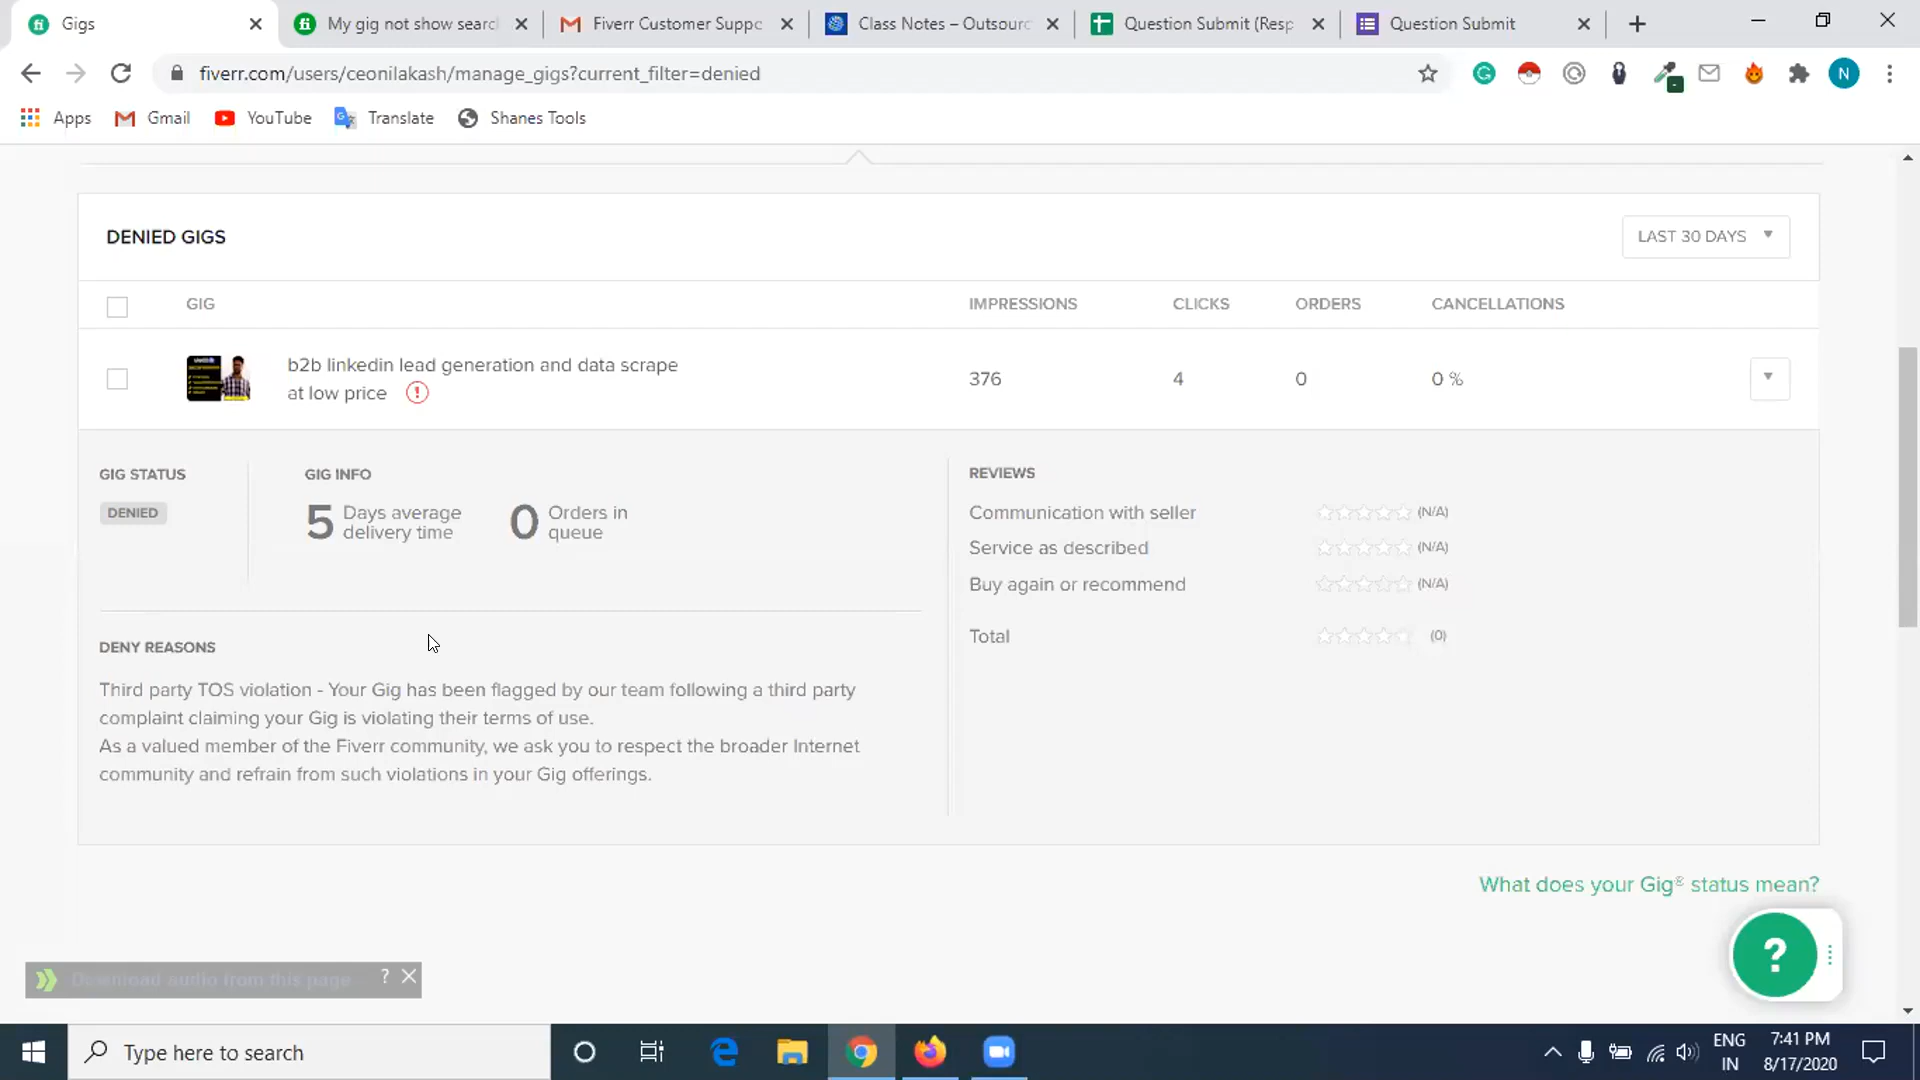 Gigs
My gig not show searc
Fiverr Customer Suppo
Class Notes – Outsourc
Question Submit (Resp
Question Submit
fiverr.com/users/ceonilakash/manage_gigs?current_filter=denied
N
Apps
Gmail
YouTube
Translate
Shanes Tools
DENIED GIGS
LAST 30 DAYS
GIG
IMPRESSIONS
CLICKS
ORDERS
CANCELLATIONS
b2b linkedin lead generation and data scrape
at low price
376
4
0
0 %
GIG STATUS
DENIED
GIG INFO
5 Days average
delivery time
0 Orders in
queue
REVIEWS
Communication with seller (N/A)
Service as described (N/A)
Buy again or recommend (N/A)
Total (0)
DENY REASONS
Third party TOS violation - Your Gig has been flagged by our team following a third party
complaint claiming your Gig is violating their terms of use.
As a valued member of the Fiverr community, we ask you to respect the broader Internet
community and refrain from such violations in your Gig offerings.
What does your Gig® status mean?
?
Download audio from this page ?
Type here to search
ENG
IN
7:41 PM
8/17/2020